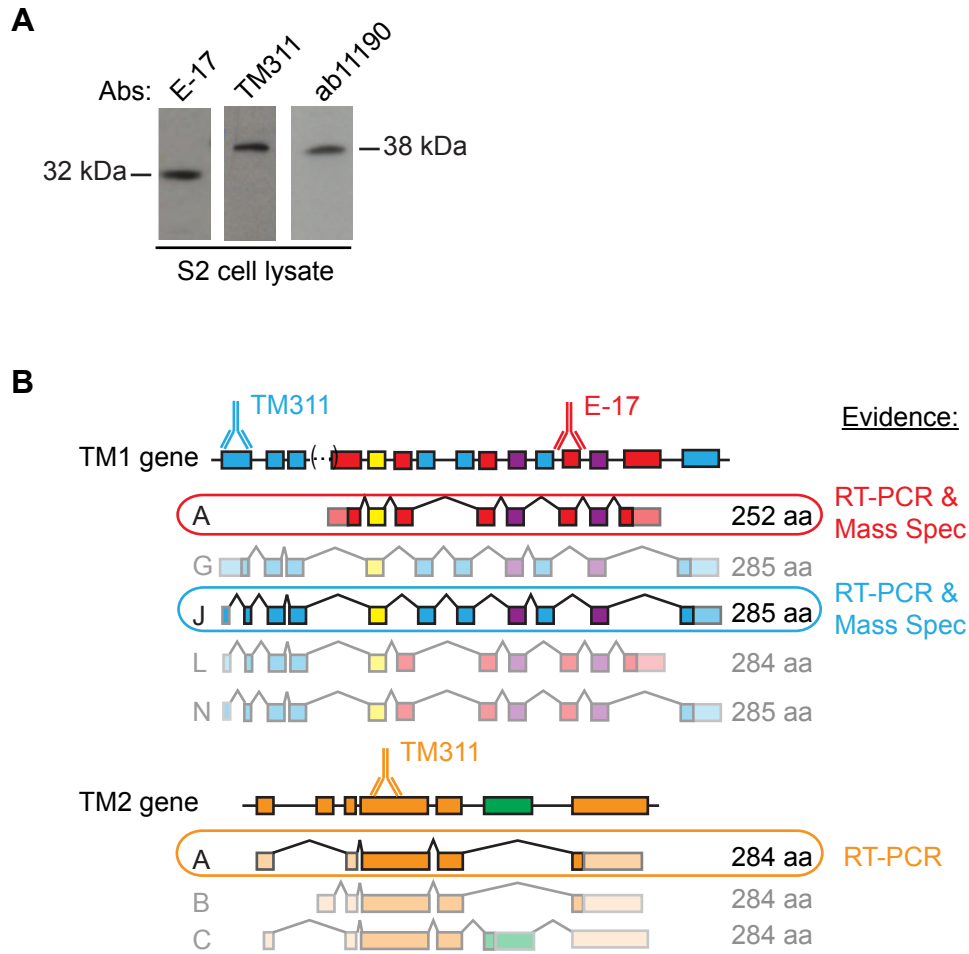 A
Abs: E-17 TM311 ab11190
32 kDa
38 kDa
S2 cell lysate
B
TM311
E-17
Evidence:
TM1 gene
(...)
A 252 aa
RT-PCR &
Mass Spec
G 285 aa
J 285 aa
RT-PCR &
Mass Spec
L 284 aa
N 285 aa
TM311
TM2 gene
A 284 aa
RT-PCR
B 284 aa
C 284 aa